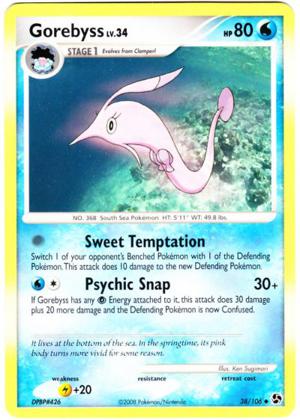 Gorebyss LV.34
HP 80
STAGE 1 Evolves from Clamperl
NO. 368 South Sea Pokémon. HT: 5'11" WT: 49.8 lbs.
Sweet Temptation
Switch 1 of your opponent's Benched Pokémon with 1 of the Defending
Pokémon. This attack does 10 damage to the new Defending Pokémon.
Psychic Snap 30+
If Gorebyss has any Energy attached to it, this attack does 30 damage
plus 20 more damage and the Defending Pokémon is now Confused.
It lives at the bottom of the sea. In the springtime, its pink
body turns more vivid for some reason.
Illus. Ken Sugimori
weakness resistance retreat cost
+20
DPBP#426 ©2008 Pokémon/Nintendo 38/106